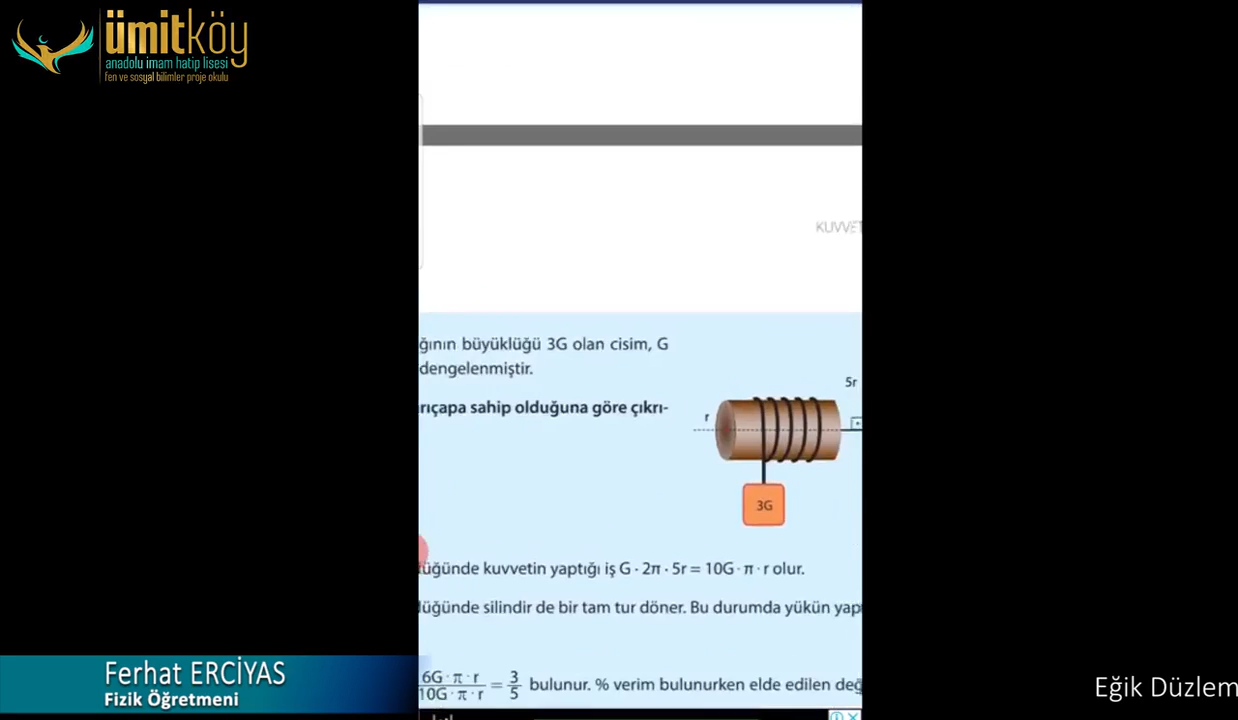 ümitköy
anadolu imam hatip lisesi
fen ve sosyal bilimler proje okulu
KUVVET
ğının büyüklüğü 3G olan cisim, G
dengelenmiştir.
rıçapa sahip olduğuna göre çıkrı-
5r
r
3G
üğünde kuvvetin yaptığı iş G · 2π · 5r = 10G · π · r olur.
lüğünde silindir de bir tam tur döner. Bu durumda yükün yap
6G · π · r / 10G · π · r = 3/5 bulunur. % verim bulunurken elde edilen değ
Ferhat ERCİYAS
Fizik Öğretmeni
Eğik Düzlem